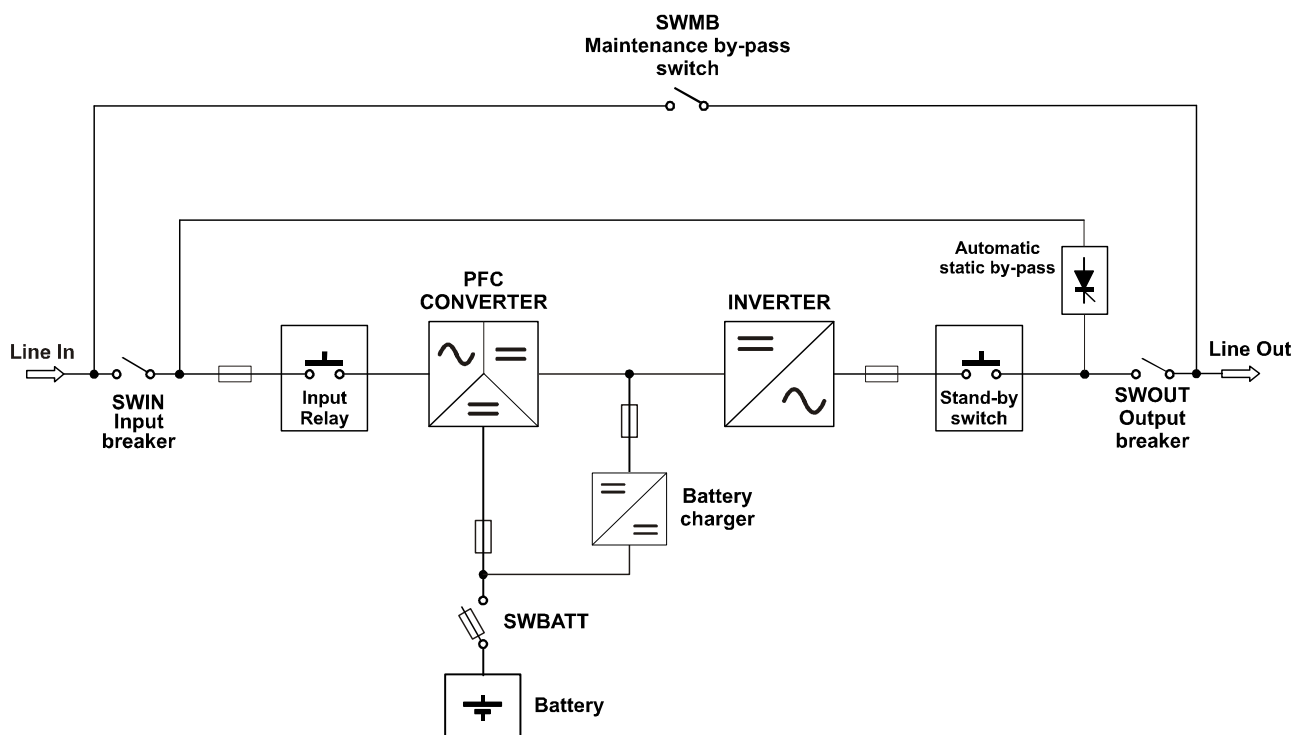 SWMB
Maintenance by-pass
switch
Automatic
static by-pass
PFC
CONVERTER
INVERTER
Line In
Line Out
SWIN
Input
breaker
Input
Relay
Stand-by
switch
SWOUT
Output
breaker
Battery
charger
SWBATT
Battery